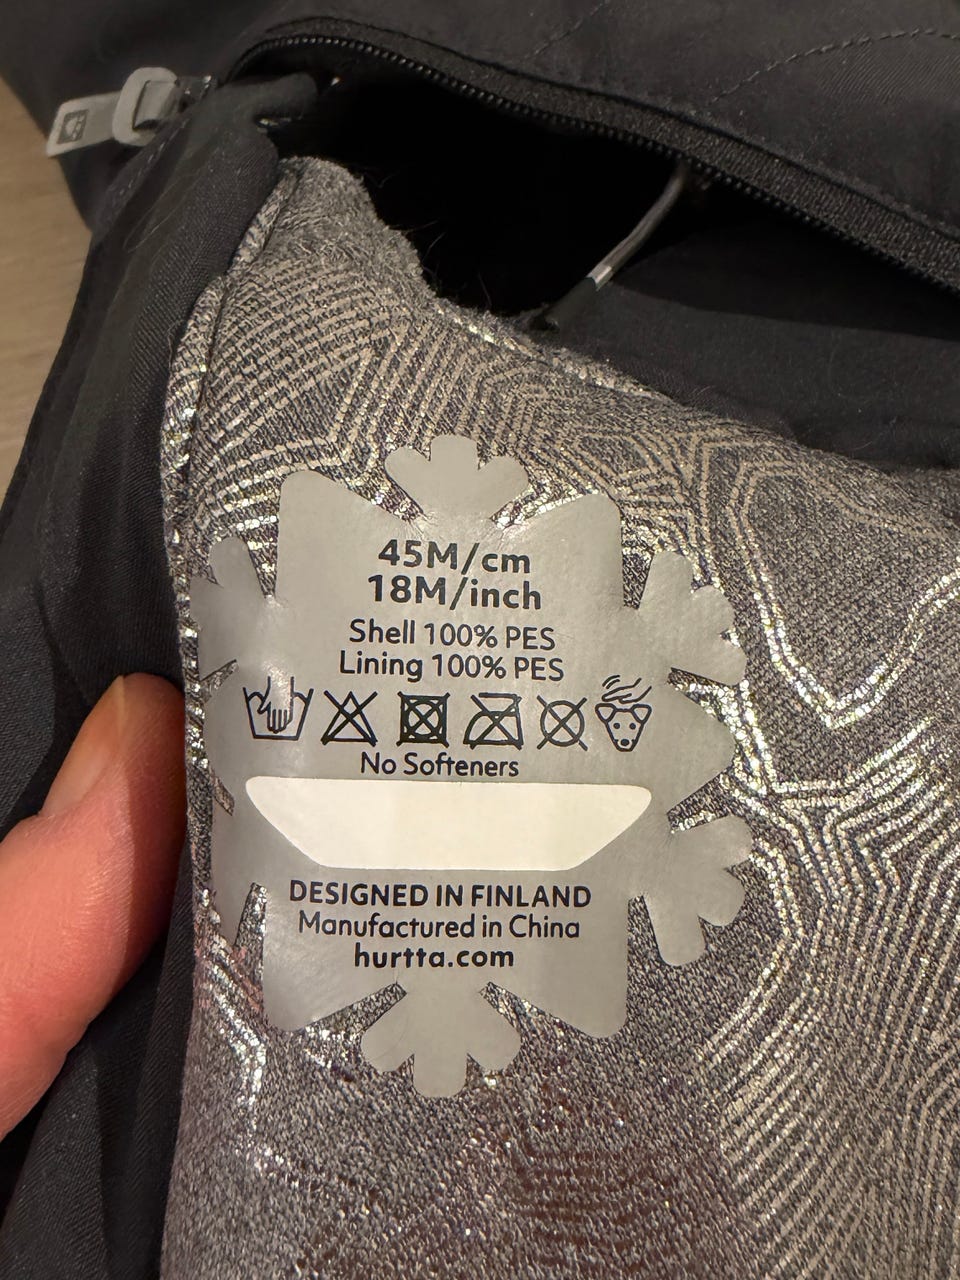 45M/cm
18M/inch
Shell 100% PES
Lining 100% PES
No Softeners
DESIGNED IN FINLAND
Manufactured in China
hurtta.com